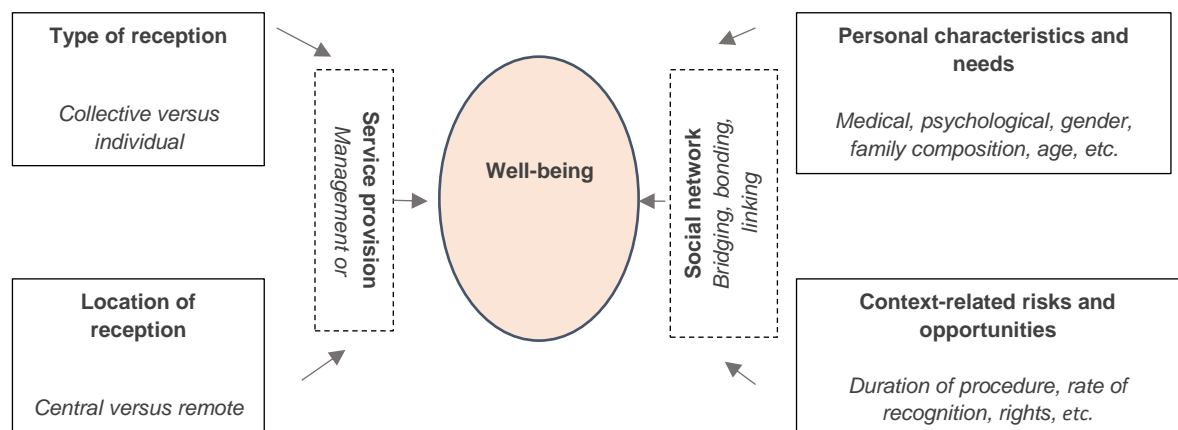 Type of reception
Collective versus
individual
Location of
reception
Central versus remote
Service provision
Management or
Well-being
Social network
Bridging, bonding,
linking
Personal characteristics and
needs
Medical, psychological, gender,
family composition, age, etc.
Context-related risks and
opportunities
Duration of procedure, rate of
recognition, rights, etc.